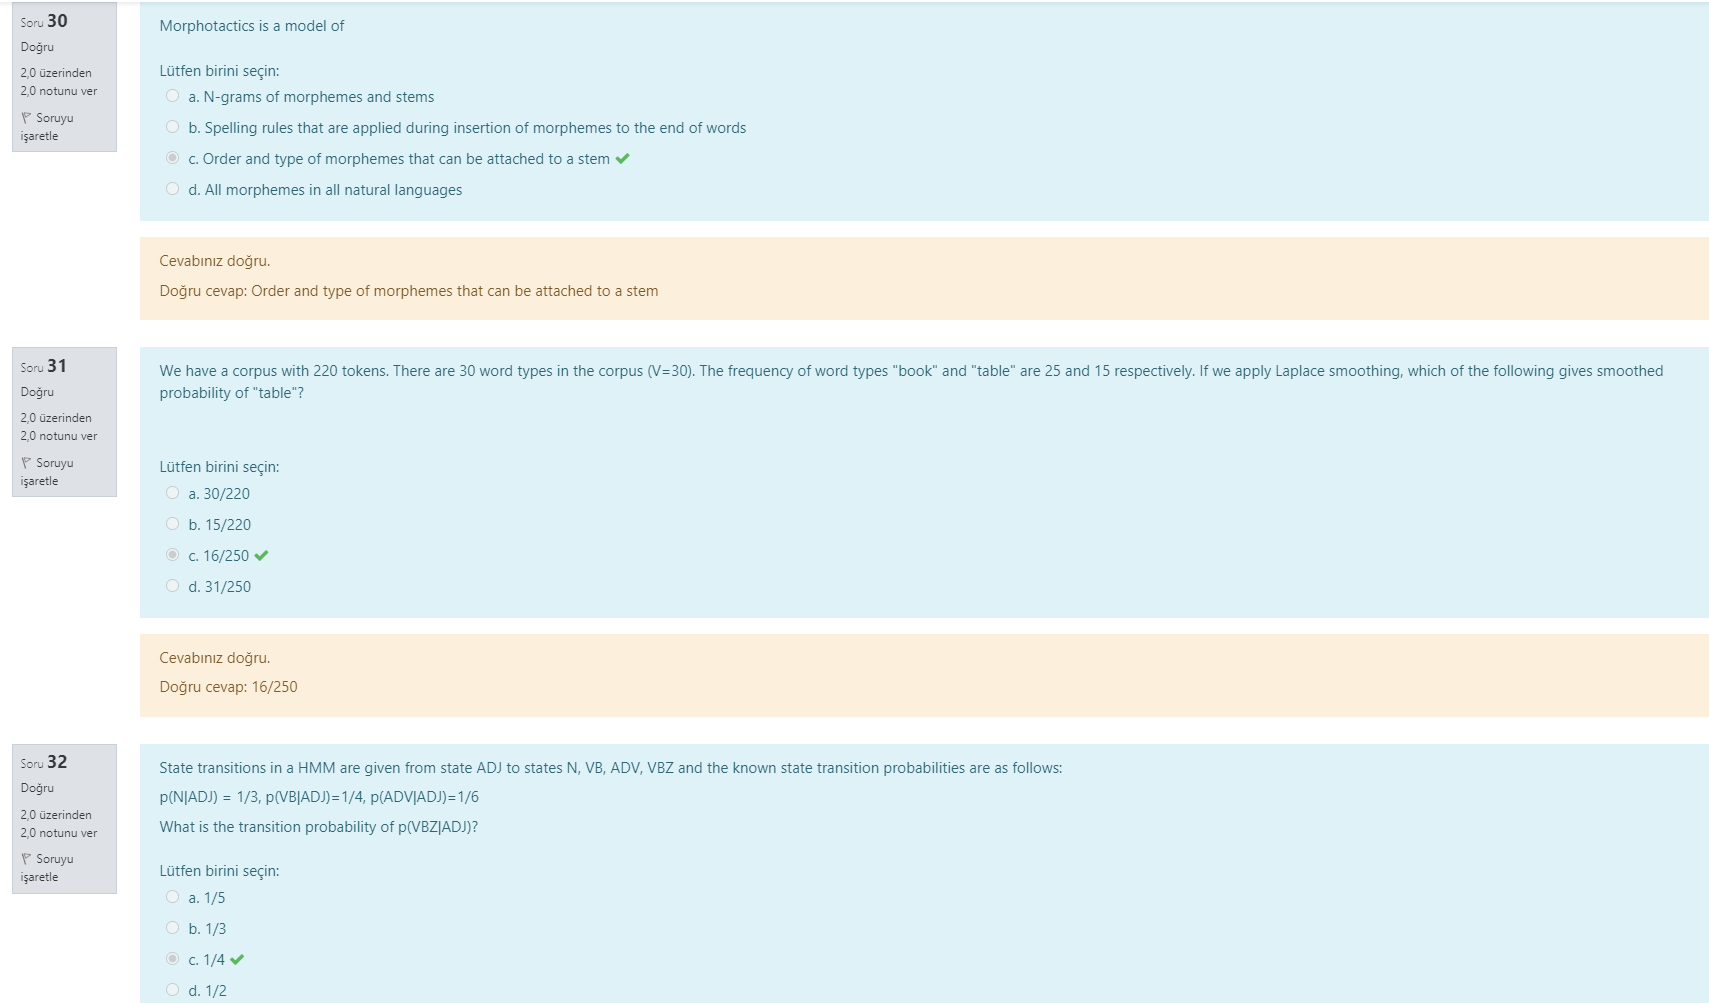 Soru 30
Doğru
2,0 üzerinden
2,0 notunu ver
Soruyu
işaretle
Morphotactics is a model of
Lütfen birini seçin:
a. N-grams of morphemes and stems
b. Spelling rules that are applied during insertion of morphemes to the end of words
c. Order and type of morphemes that can be attached to a stem
d. All morphemes in all natural languages
Cevabınız doğru.
Doğru cevap: Order and type of morphemes that can be attached to a stem
Soru 31
Doğru
2,0 üzerinden
2,0 notunu ver
Soruyu
işaretle
We have a corpus with 220 tokens. There are 30 word types in the corpus (V=30). The frequency of word types "book" and "table" are 25 and 15 respectively. If we apply Laplace smoothing, which of the following gives smoothed
probability of "table"?
Lütfen birini seçin:
a. 30/220
b. 15/220
c. 16/250
d. 31/250
Cevabınız doğru.
Doğru cevap: 16/250
Soru 32
Doğru
2,0 üzerinden
2,0 notunu ver
Soruyu
işaretle
State transitions in a HMM are given from state ADJ to states N, VB, ADV, VBZ and the known state transition probabilities are as follows:
p(N|ADJ) = 1/3, p(VB|ADJ)=1/4, p(ADV|ADJ)=1/6
What is the transition probability of p(VBZ|ADJ)?
Lütfen birini seçin:
a. 1/5
b. 1/3
c. 1/4
d. 1/2